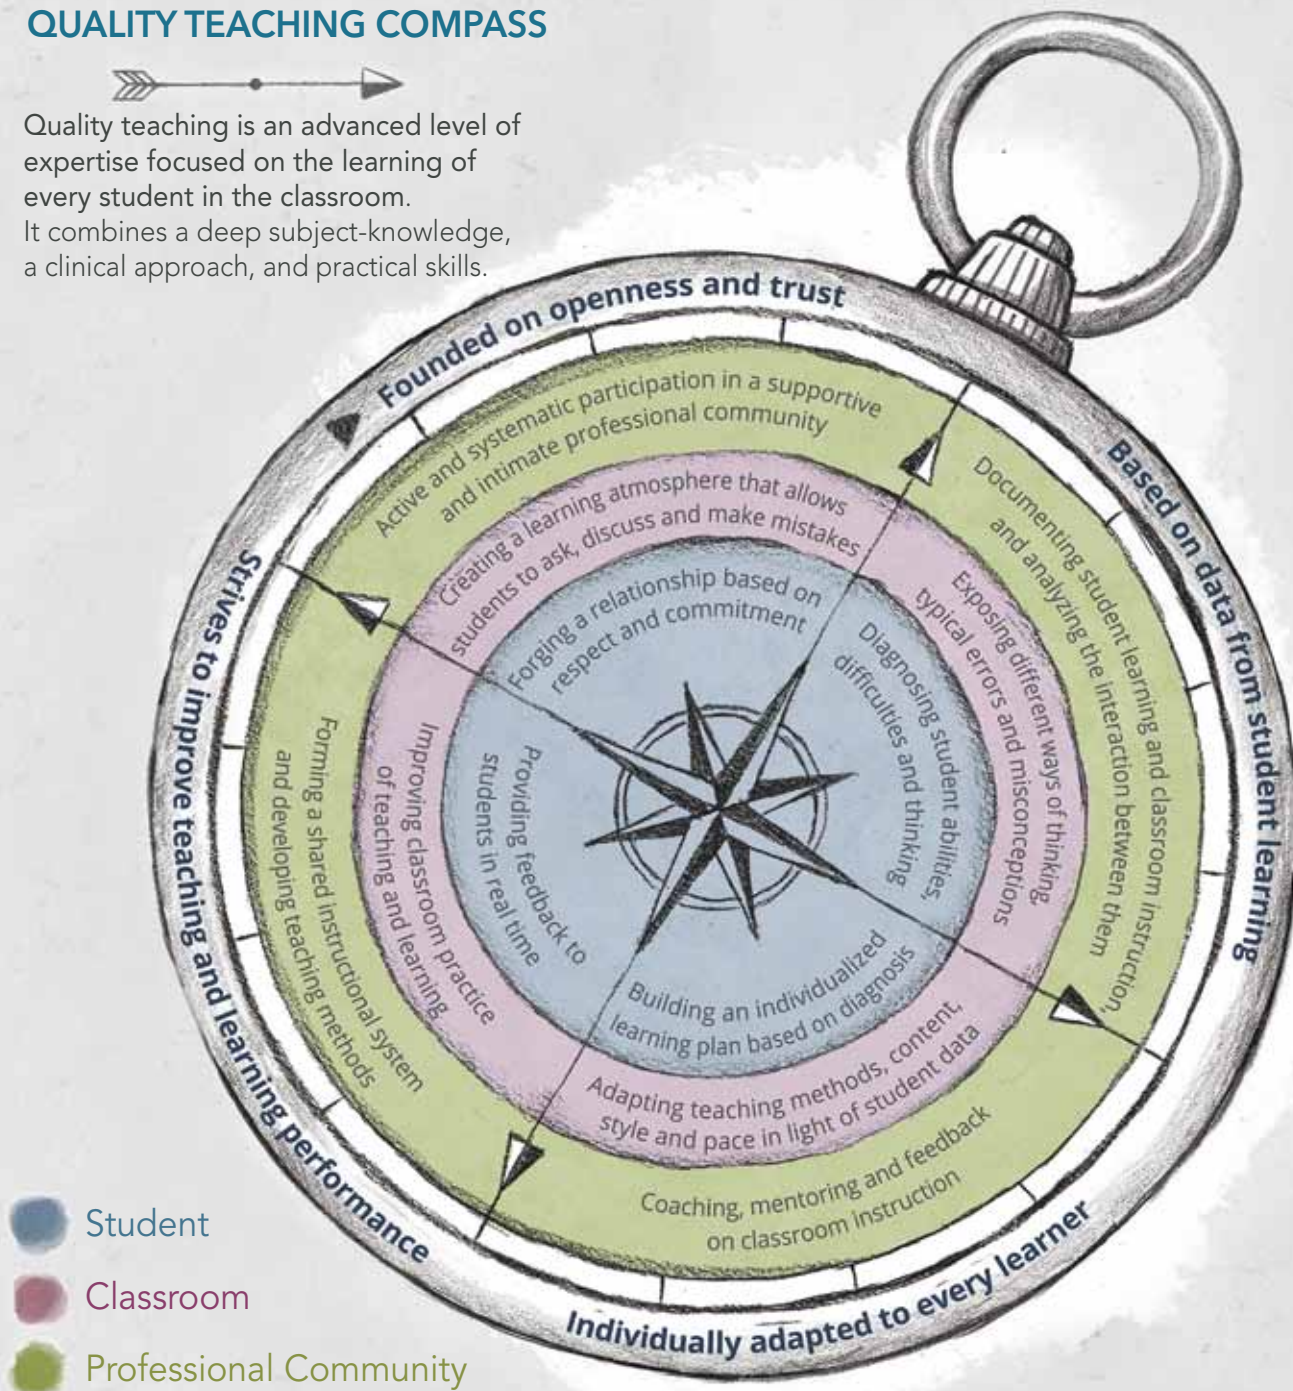 QUALITY TEACHING COMPASS
Quality teaching is an advanced level of
expertise focused on the learning of
every student in the classroom.
It combines a deep subject-knowledge,
a clinical approach, and practical skills.
Founded on openness and trust
Active and systematic participation in a supportive
and intimate professional community
Creating a learning atmosphere that allows
students to ask, discuss and make mistakes
Forging a relationship based on
respect and commitment
Based on data from student learning
Documenting student learning and classroom instruction,
and analyzing the interaction between them
Exposing different ways of thinking,
typical errors and misconceptions
Diagnosing student abilities,
difficulties and thinking
Individually adapted to every learner
Building an individualized
learning plan based on diagnosis
Adapting teaching methods, content,
style and pace in light of student data
Coaching, mentoring and feedback
on classroom instruction
Strives to improve teaching and learning performance
Forming a shared instructional system
and developing teaching methods
Improving classroom practice
of teaching and learning
Providing feedback to
students in real time
Student
Classroom
Professional Community